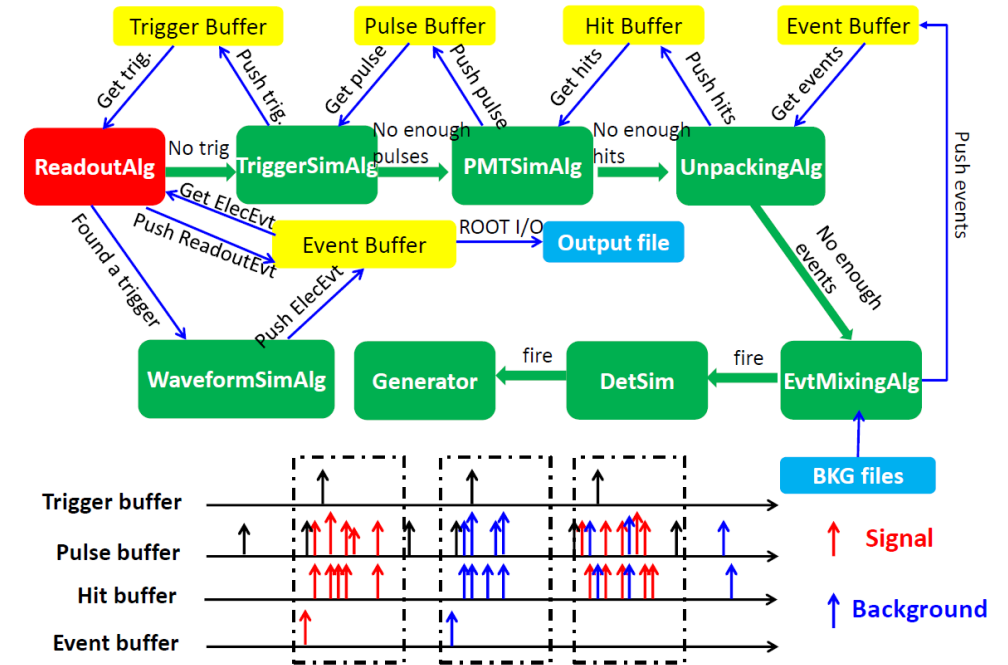 Trigger Buffer
Pulse Buffer
Hit Buffer
Event Buffer
Get trig.
Push trig.
Get pulse
Push pulse
Get hits
Push hits
Get events
Push events
ReadoutAlg
No trig
TriggerSimAlg
No enough
pulses
PMTSimAlg
No enough
hits
UnpackingAlg
Get ElecEvt
Push ReadoutEvt
Event Buffer
ROOT I/O
Output file
Found a trigger
Push ElecEvt
No enough
events
WaveformSimAlg
Generator
fire
DetSim
fire
EvtMixingAlg
BKG files
Trigger buffer
Pulse buffer
Hit buffer
Event buffer
Signal
Background